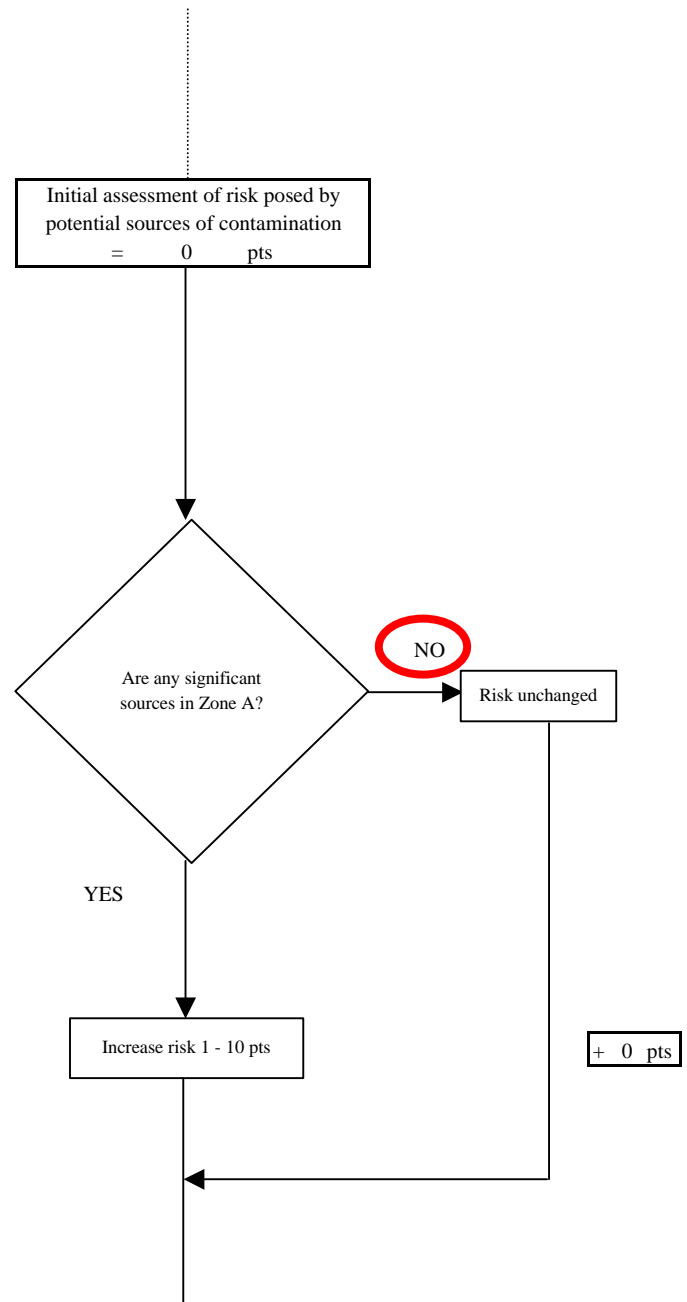 Initial assessment of risk posed by
potential sources of contamination
= 0 pts
NO
Are any significant
sources in Zone A?
Risk unchanged
YES
Increase risk 1 - 10 pts
+ 0 pts